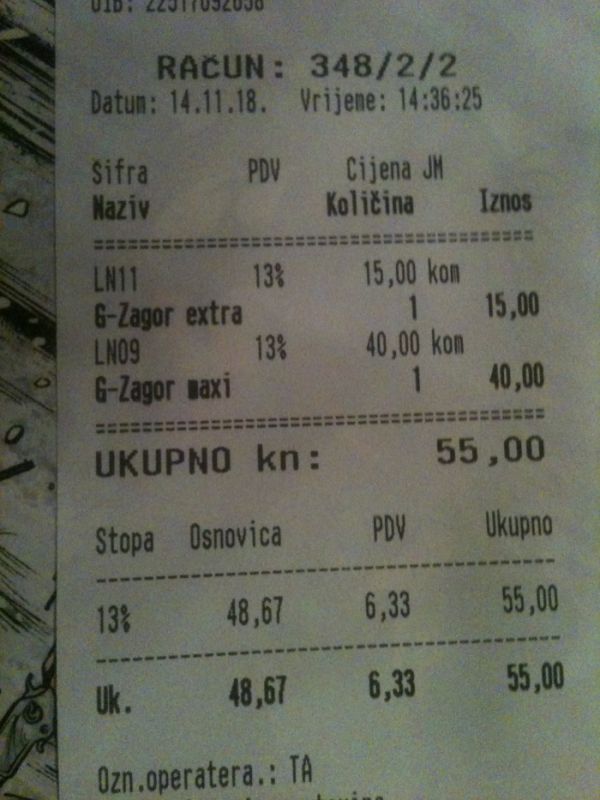 RAČUN: 348/2/2
Datum: 14.11.18. Vrijeme: 14:36:25
Šifra PDV Cijena JM
Naziv Količina Iznos
LN11 13% 15,00 kom
G-Zagor extra 1 15,00
LN09 13% 40,00 kom
G-Zagor maxi 1 40,00
UKUPNO kn: 55,00
Stopa Osnovica PDV Ukupno
13% 48,67 6,33 55,00
Uk. 48,67 6,33 55,00
Ozn.operatera.: TA